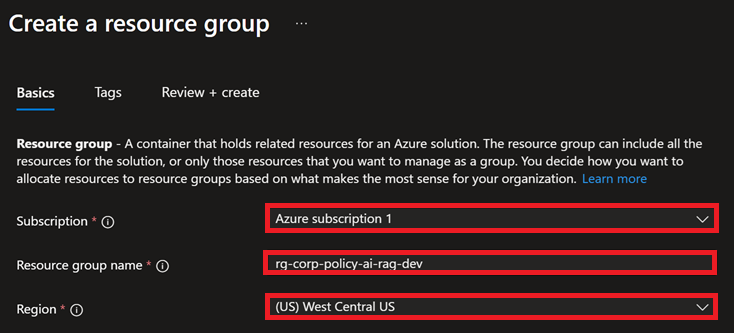 Create a resource group ...
Basics Tags Review + create
Resource group - A container that holds related resources for an Azure solution. The resource group can include all the
resources for the solution, or only those resources that you want to manage as a group. You decide how you want to
allocate resources to resource groups based on what makes the most sense for your organization. Learn more
Subscription * Azure subscription 1
Resource group name * rg-corp-policy-ai-rag-dev
Region * (US) West Central US